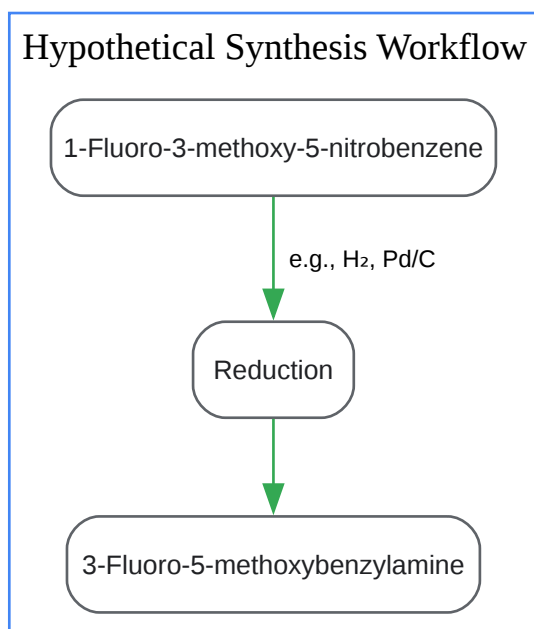 Hypothetical Synthesis Workflow
1-Fluoro-3-methoxy-5-nitrobenzene
e.g., H₂, Pd/C
Reduction
3-Fluoro-5-methoxybenzylamine